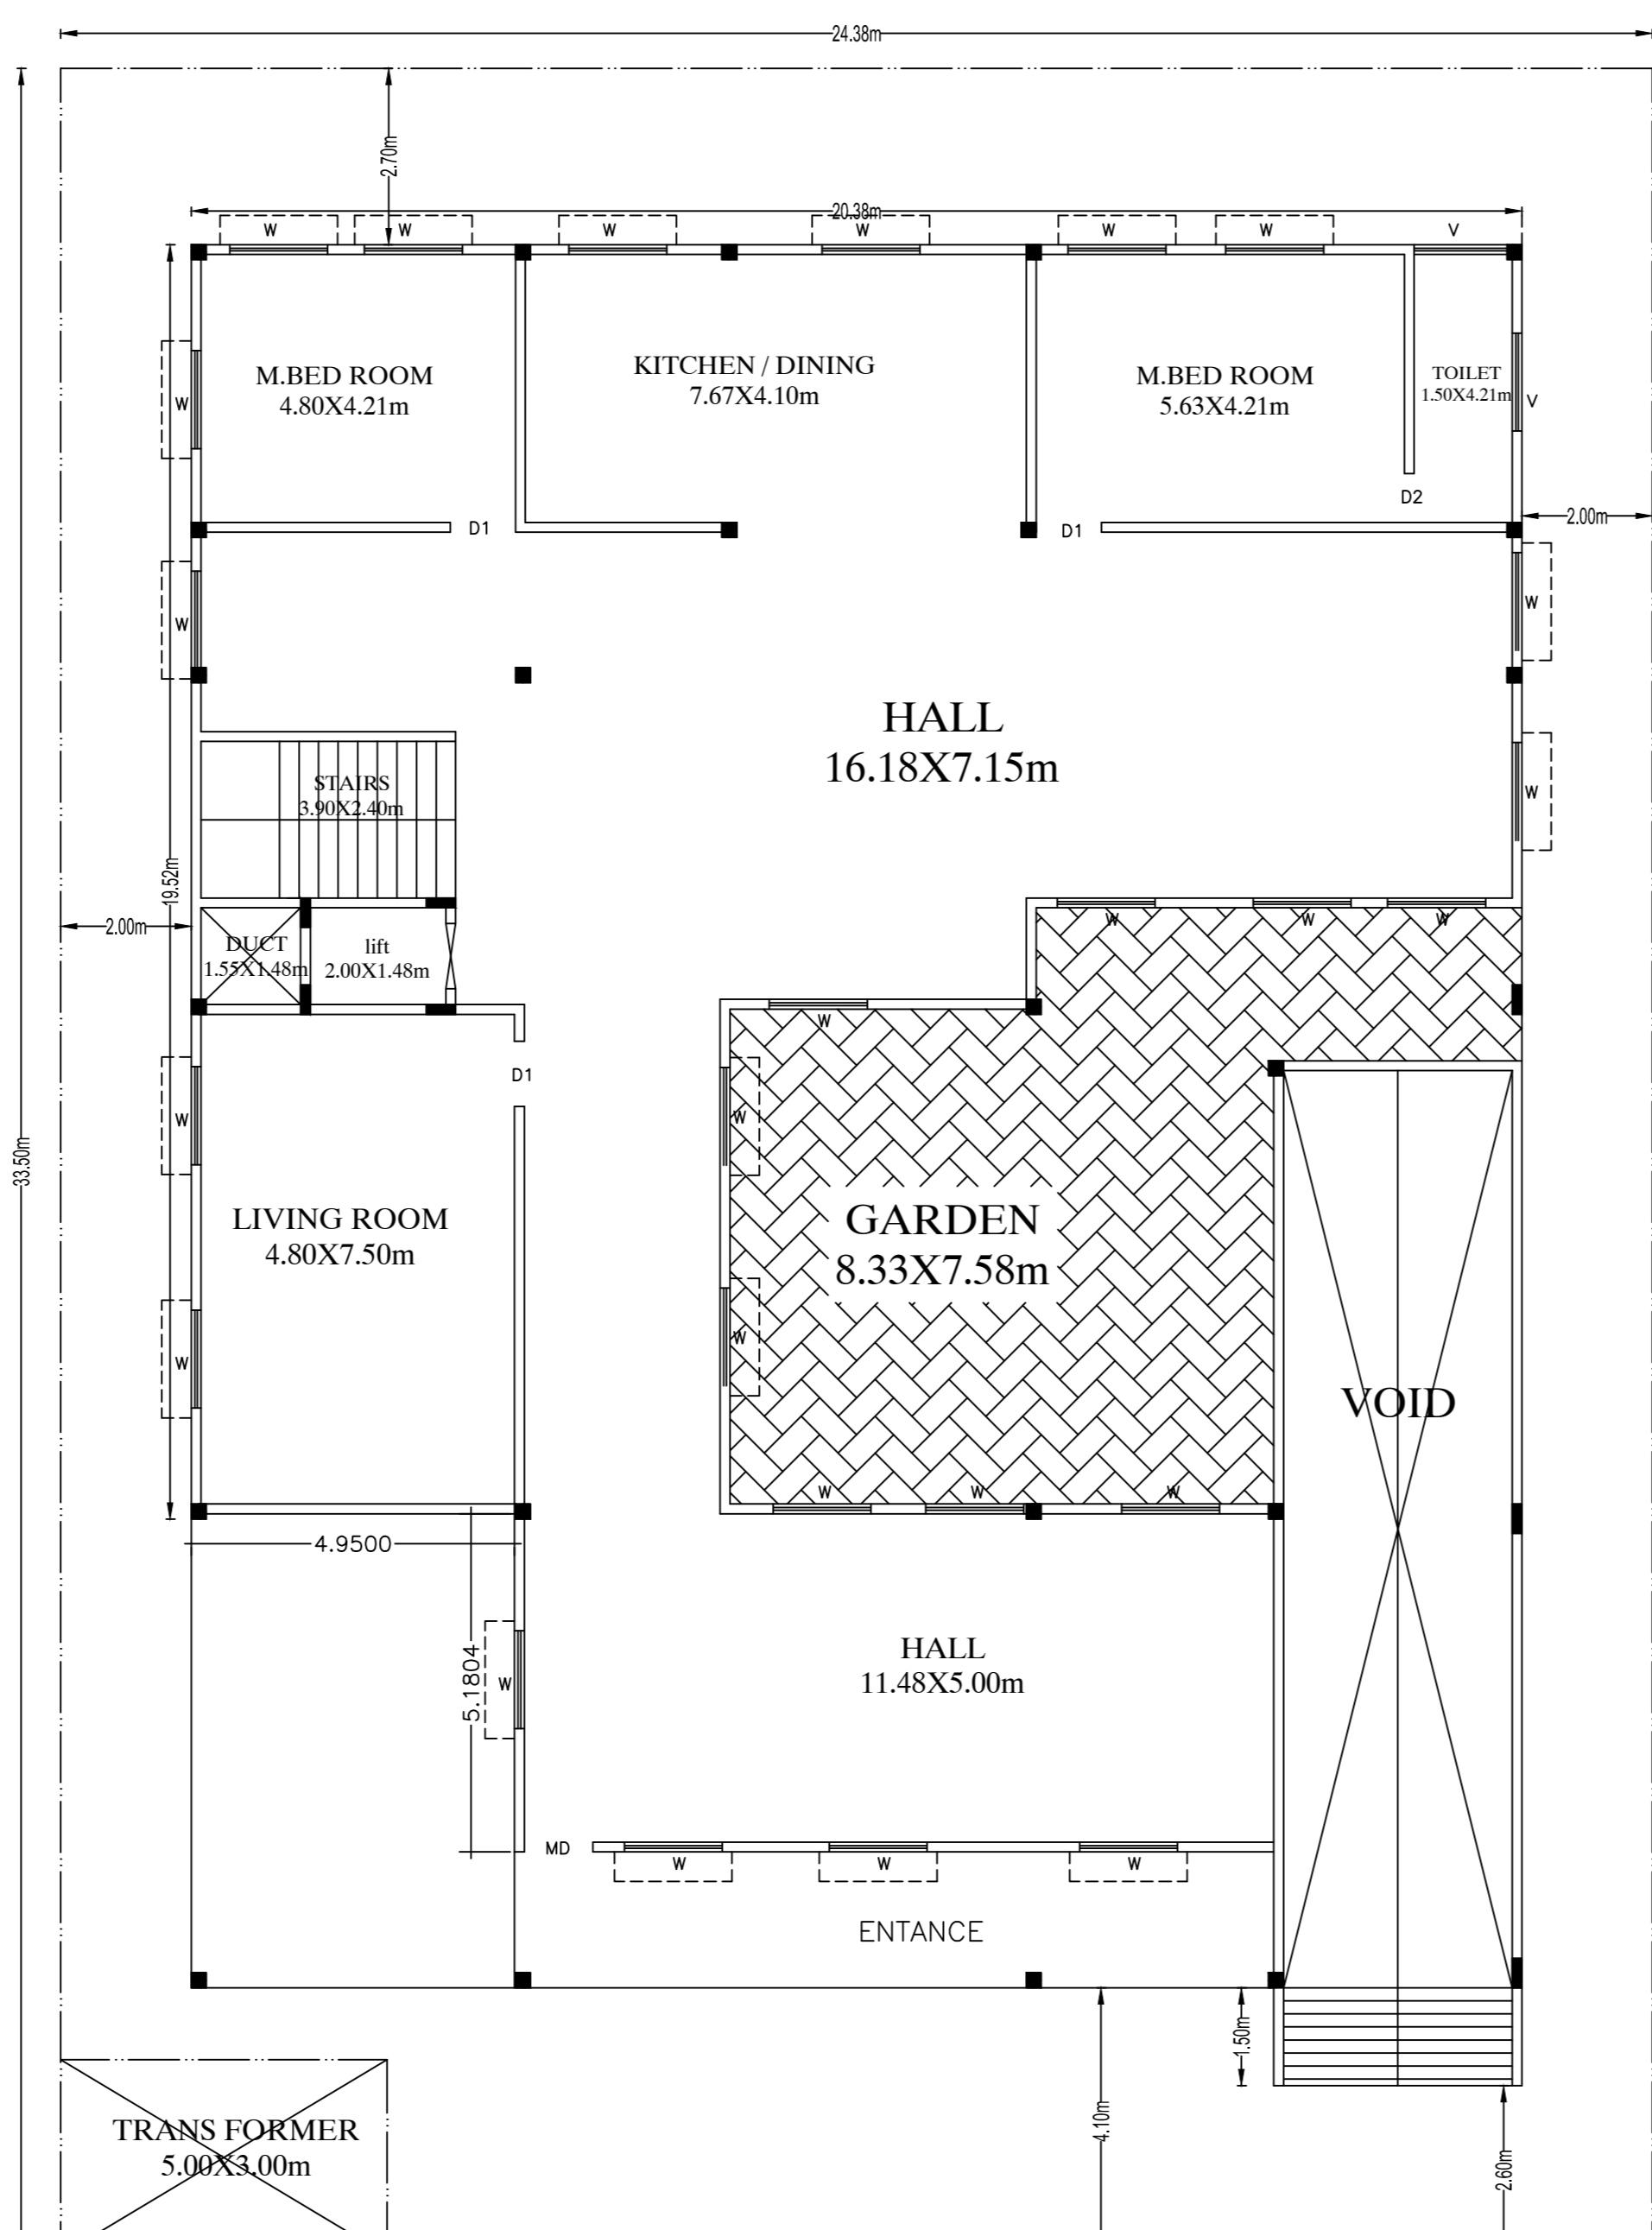 24.38m
2.70m
20.38m
W
W
W
W
W
W
V
M.BED ROOM
4.80X4.21m
KITCHEN / DINING
7.67X4.10m
M.BED ROOM
5.63X4.21m
TOILET
1.50X4.21m
V
W
D2
D1
D1
2.00m
W
W
HALL
16.18X7.15m
STAIRS
3.90X2.40m
W
19.52m
2.00m
DUCT
1.55X1.48m
lift
2.00X1.48m
W
W
W
W
D1
W
W
33.50m
LIVING ROOM
4.80X7.50m
GARDEN
8.33X7.58m
W
W
VOID
W
W
W
4.9500
5.1804
W
HALL
11.48X5.00m
MD
W
W
W
ENTANCE
1.50m
4.10m
2.60m
TRANS FORMER
5.00X3.00m